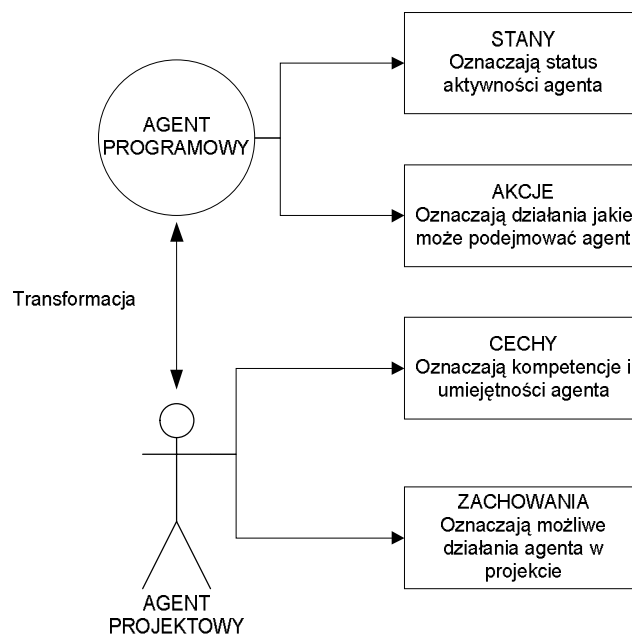 STANY
Oznaczają status
aktywności agenta
AGENT
PROGRAMOWY
AKCJE
Oznaczają działania jakie
może podejmować agent
Transformacja
CECHY
Oznaczają kompetencje i
umiejętności agenta
ZACHOWANIA
Oznaczają możliwe
działania agenta w
projekcie
AGENT
PROJEKTOWY